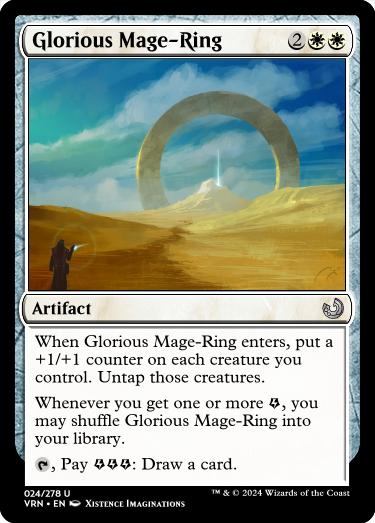 Glorious Mage-Ring 2
Artifact
When Glorious Mage-Ring enters, put a
+1/+1 counter on each creature you
control. Untap those creatures.
Whenever you get one or more , you
may shuffle Glorious Mage-Ring into
your library.
, Pay : Draw a card.
024/278 U
VRN • EN Xistence Imaginations
™ & © 2024 Wizards of the Coast